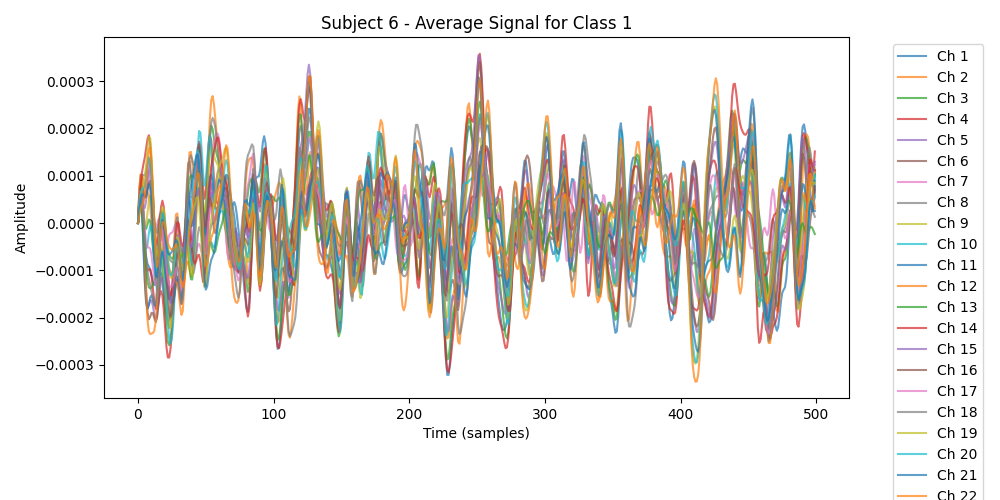 Subject 6 - Average Signal for Class 1
Amplitude
0.0003
0.0002
0.0001
0.0000
−0.0001
−0.0002
−0.0003
0
100
200
300
400
500
Time (samples)
Ch 1
Ch 2
Ch 3
Ch 4
Ch 5
Ch 6
Ch 7
Ch 8
Ch 9
Ch 10
Ch 11
Ch 12
Ch 13
Ch 14
Ch 15
Ch 16
Ch 17
Ch 18
Ch 19
Ch 20
Ch 21
Ch 22